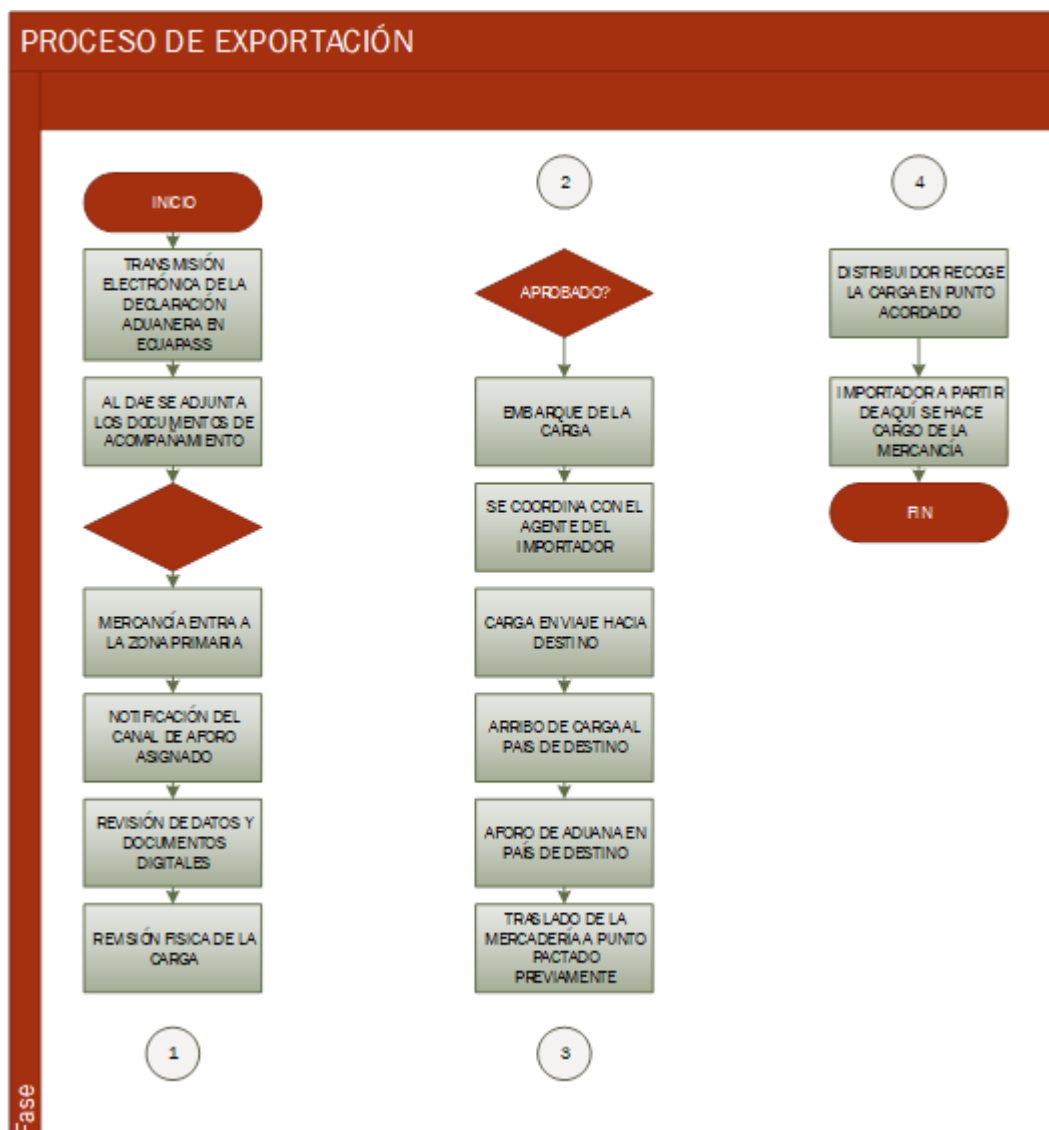 PROCESO DE EXPORTACIÓN
INICIO
TRANSMISIÓN
ELECTRÓNICA DE LA
DECLARACIÓN
ADUANERA EN
ECUAPASS
AL DAE SE ADJUNTA
LOS DOCUMENTOS DE
ACOMPAÑAMIENTO
MERCANCÍA ENTRA A
LA ZONA PRIMARIA
NOTIFICACIÓN DEL
CANAL DE AFORO
ASIGNADO
REVISIÓN DE DATOS Y
DOCUMENTOS
DIGITALES
REVISIÓN FISICA DE LA
CARGA
1
2
APROBADO?
EMBARQUE DE LA
CARGA
SE COORDINA CON EL
AGENTE DEL
IMPORTADOR
CARGA EN VIAJE HACIA
DESTINO
ARRIBO DE CARGA AL
PAIS DE DESTINO
AFORO DE ADUANA EN
PAÍS DE DESTINO
TRASLADO DE LA
MERCADERÍA A PUNTO
PACTADO
PREVIAMENTE
3
4
DISTRIBUIDOR RECOGE
LA CARGA EN PUNTO
ACORDADO
IMPORTADOR A PARTIR
DE AQUÍ SE HACE
CARGO DE LA
MERCANCÍA
FIN
Fase